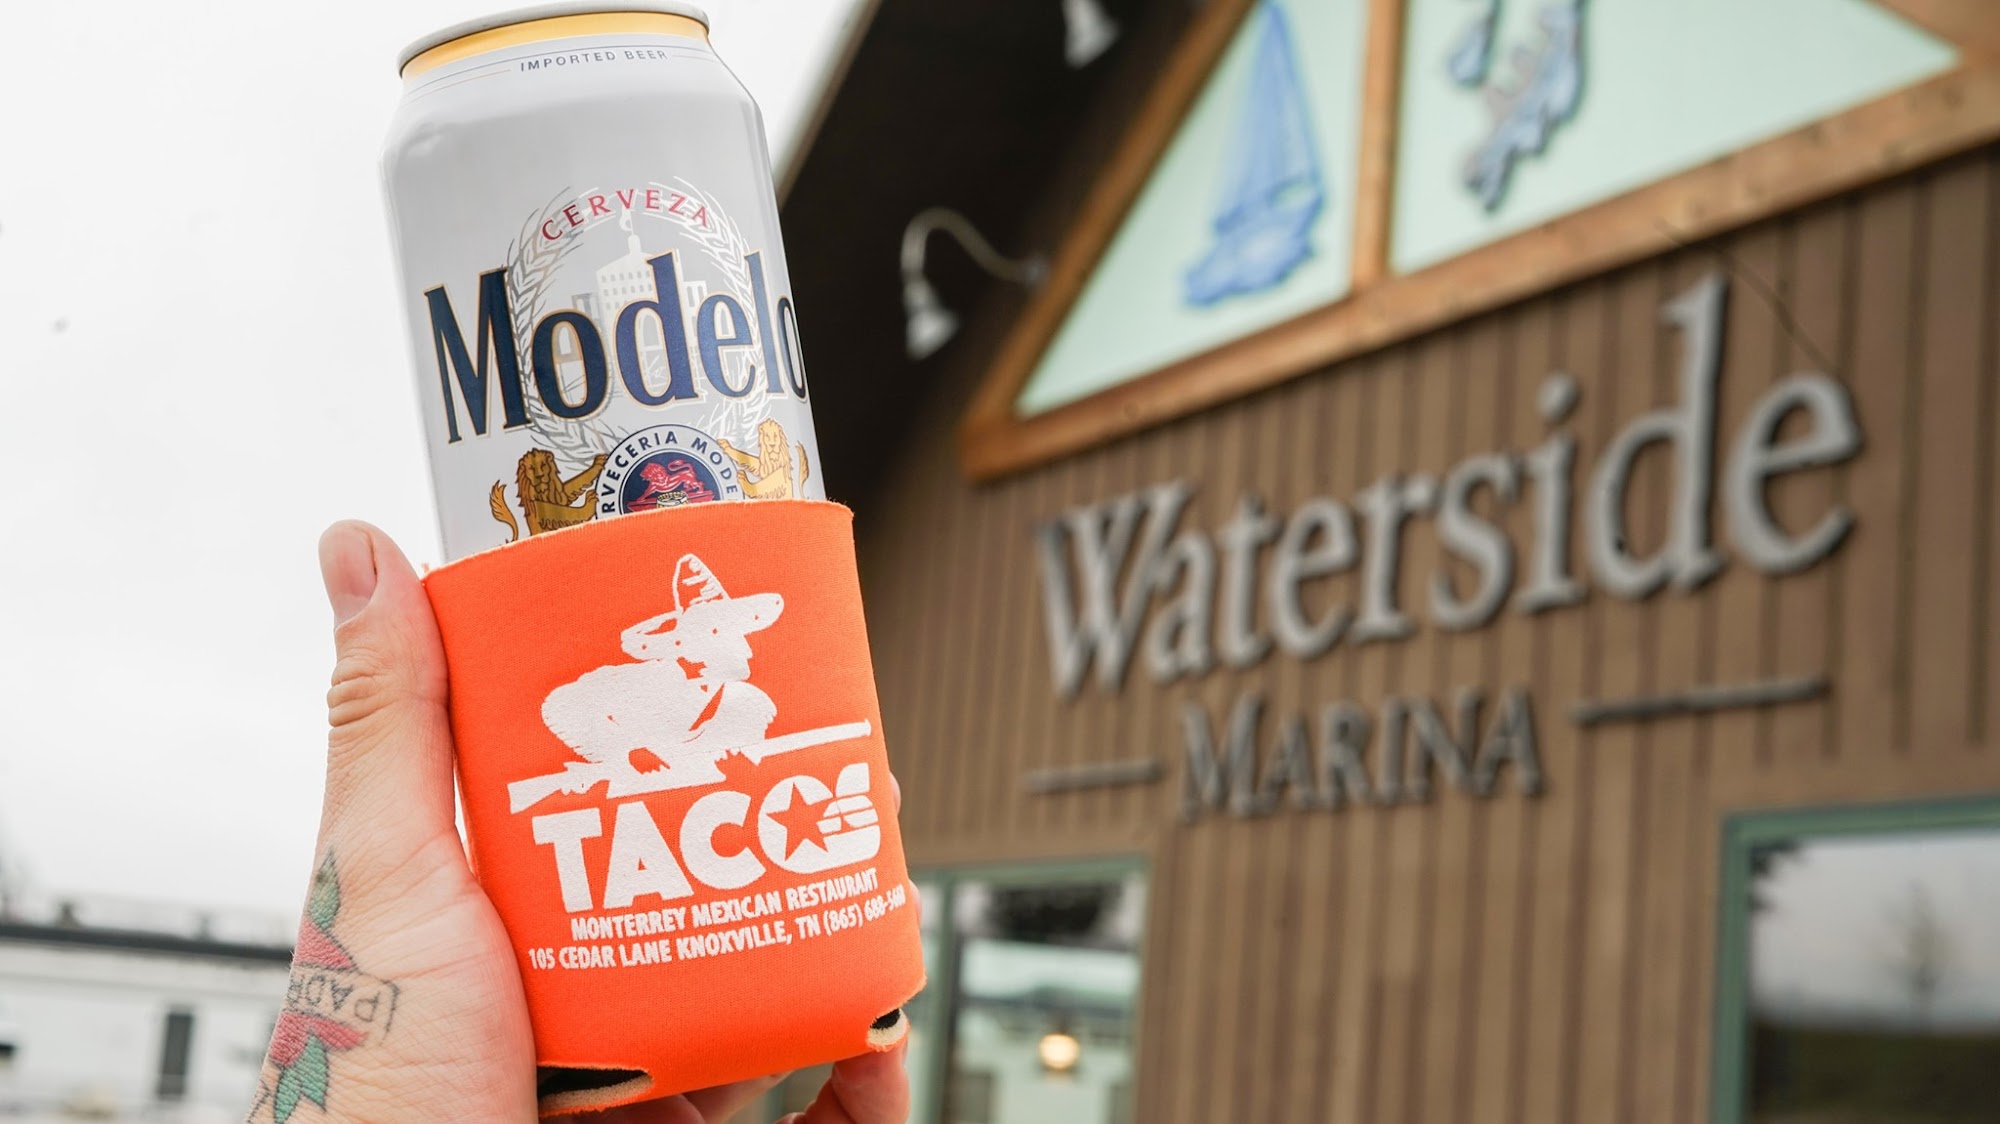 IMPORTED BEER
CERVEZA
Modelo
TACOS
MONTERREY MEXICAN RESTAURANT
105 CEDAR LANE KNOXVILLE, TN (865)
Waterside
MARINA